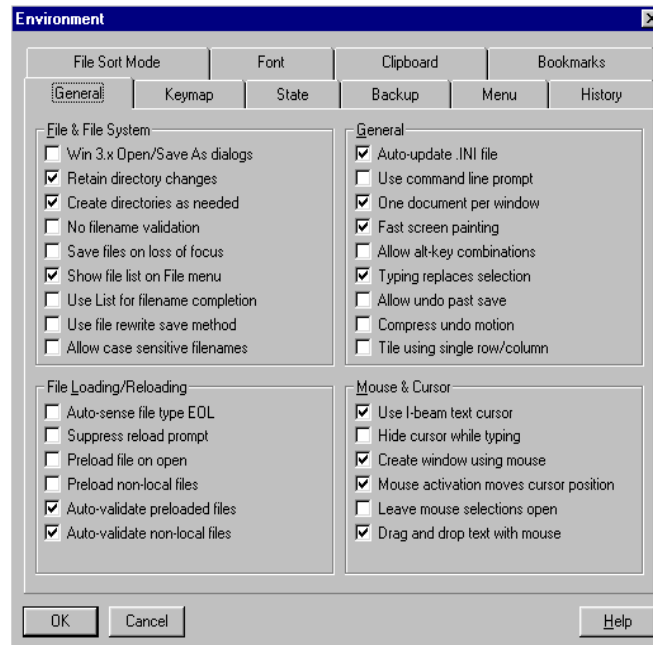 Environment
File Sort Mode
Font
Clipboard
Bookmarks
General
Keymap
State
Backup
Menu
History
File & File System
Win 3.x Open/Save As dialogs
Retain directory changes
Create directories as needed
No filename validation
Save files on loss of focus
Show file list on File menu
Use List for filename completion
Use file rewrite save method
Allow case sensitive filenames
General
Auto-update .INI file
Use command line prompt
One document per window
Fast screen painting
Allow alt-key combinations
Typing replaces selection
Allow undo past save
Compress undo motion
Tile using single row/column
File Loading/Reloading
Auto-sense file type EOL
Suppress reload prompt
Preload file on open
Preload non-local files
Auto-validate preloaded files
Auto-validate non-local files
Mouse & Cursor
Use I-beam text cursor
Hide cursor while typing
Create window using mouse
Mouse activation moves cursor position
Leave mouse selections open
Drag and drop text with mouse
OK
Cancel
Help